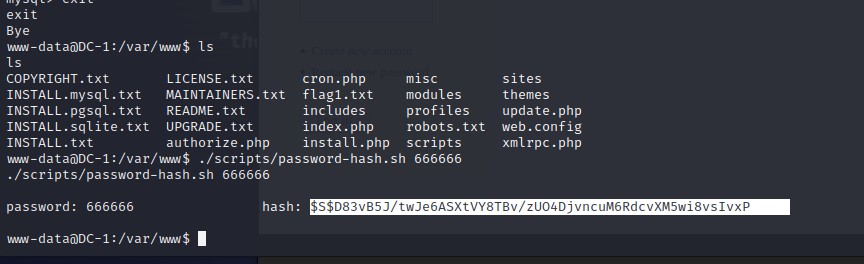 mysql> exit
exit
Bye
www-data@DC-1:/var/www$ ls
ls
COPYRIGHT.txt LICENSE.txt cron.php misc sites
INSTALL.mysql.txt MAINTAINERS.txt flag1.txt modules themes
INSTALL.pgsql.txt README.txt includes profiles update.php
INSTALL.sqlite.txt UPGRADE.txt index.php robots.txt web.config
INSTALL.txt authorize.php install.php scripts xmlrpc.php
www-data@DC-1:/var/www$ ./scripts/password-hash.sh 666666
./scripts/password-hash.sh 666666
password: 666666 hash: $S$D83vB5J/twJe6ASXtVY8TBv/zUO4DjvncuM6RdcvXM5wi8vsIvxP
www-data@DC-1:/var/www$